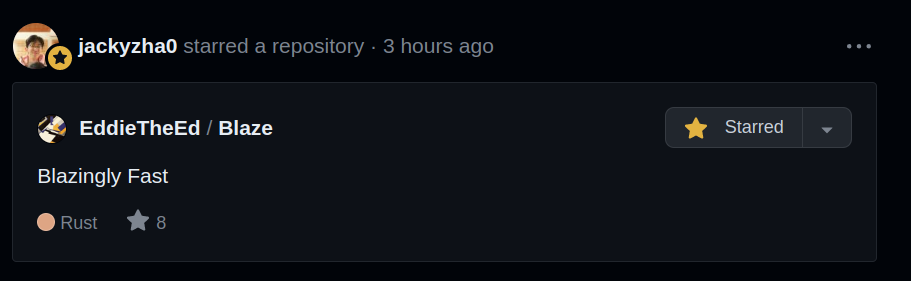 jackyzha0 starred a repository · 3 hours ago
EddieTheEd / Blaze
Starred
Blazingly Fast
Rust 8